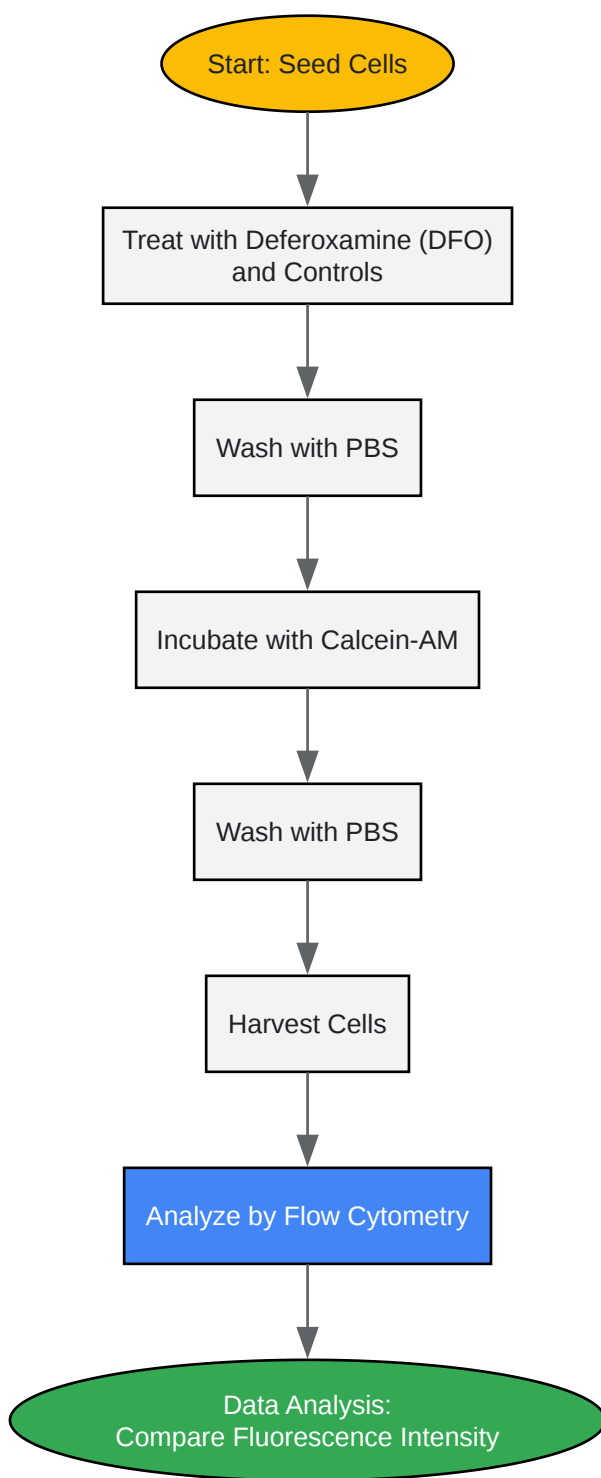 Start: Seed Cells
Treat with Deferoxamine (DFO)
and Controls
Wash with PBS
Incubate with Calcein-AM
Wash with PBS
Harvest Cells
Analyze by Flow Cytometry
Data Analysis:
Compare Fluorescence Intensity